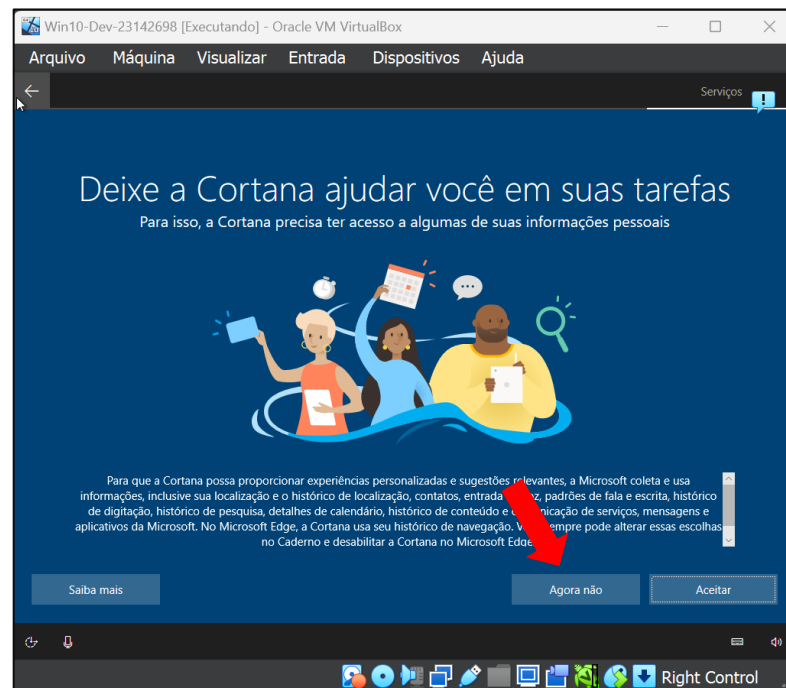 Win10-Dev-23142698 [Executando] - Oracle VM VirtualBox
Arquivo Máquina Visualizar Entrada Dispositivos Ajuda
Serviços
Deixe a Cortana ajudar você em suas tarefas
Para isso, a Cortana precisa ter acesso a algumas de suas informações pessoais
Para que a Cortana possa proporcionar experiências personalizadas e sugestões relevantes, a Microsoft coleta e usa
informações, inclusive sua localização e o histórico de localização, contatos, entrada padrões de fala e escrita, histórico
de digitação, histórico de pesquisa, detalhes de calendário, histórico de conteúdo e de serviços, mensagens e
aplicativos da Microsoft. No Microsoft Edge, a Cortana usa seu histórico de navegação. pode alterar essas escolhas
no Caderno e desabilitar a Cortana no Microsoft Edge
Saiba mais
Agora não
Aceitar
Right Control